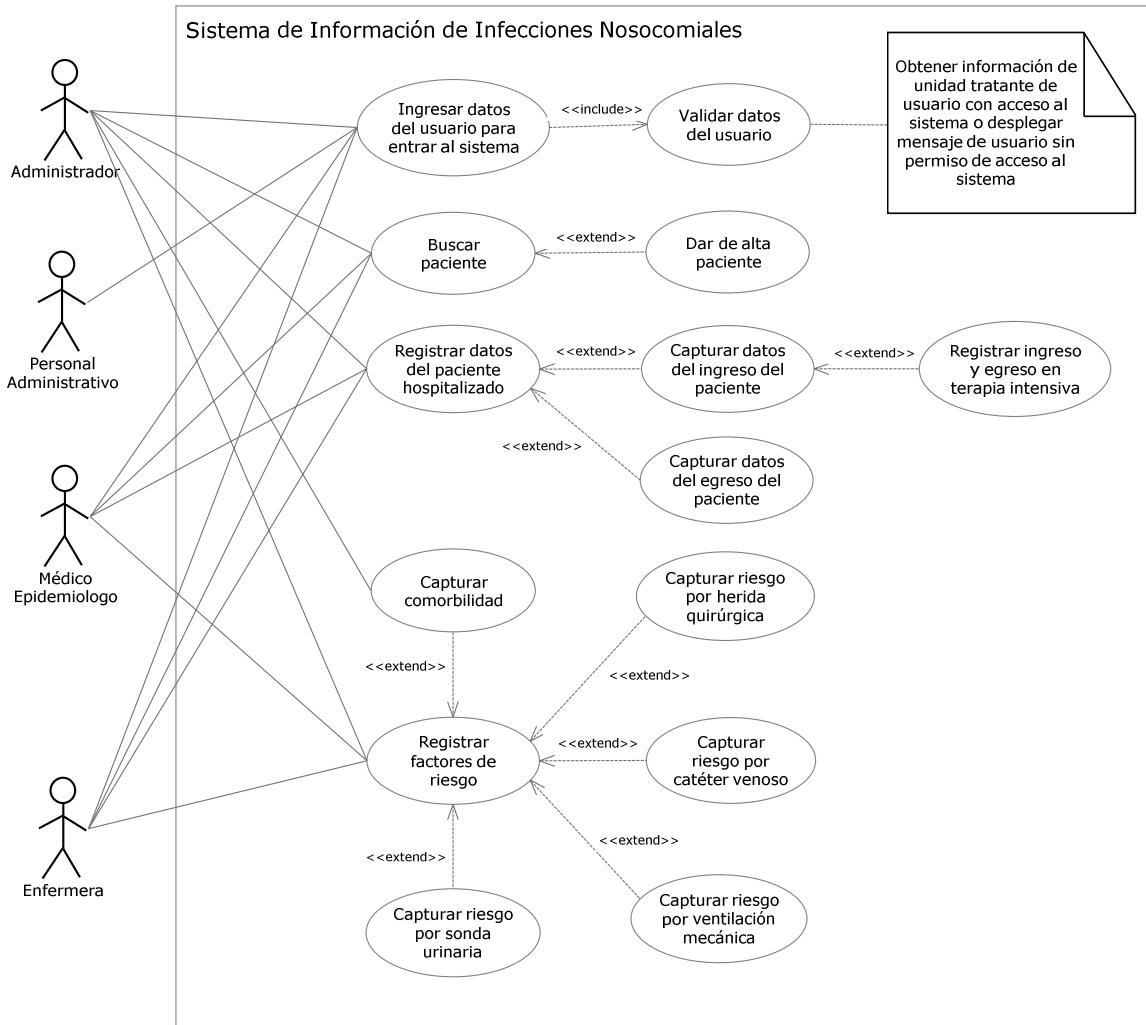 Sistema de Información de Infecciones Nosocomiales
Administrador
Ingresar datos
del usuario para
entrar al sistema
<<include>>
Validar datos
del usuario
Obtener información de
unidad tratante de
usuario con acceso al
sistema o desplegar
mensaje de usuario sin
permiso de acceso al
sistema
Personal
Administrativo
Buscar
paciente
<<extend>>
Dar de alta
paciente
Registrar datos
del paciente
hospitalizado
<<extend>>
Capturar datos
del ingreso del
paciente
<<extend>>
Registrar ingreso
y egreso en
terapia intensiva
<<extend>>
Capturar datos
del egreso del
paciente
Médico
Epidemiologo
Capturar
comorbilidad
Capturar riesgo
por herida
quirúrgica
<<extend>>
<<extend>>
Registrar
factores de
riesgo
<<extend>>
Capturar
riesgo por
catéter venoso
Enfermera
<<extend>>
<<extend>>
Capturar riesgo
por sonda
urinaria
Capturar riesgo
por ventilación
mecánica